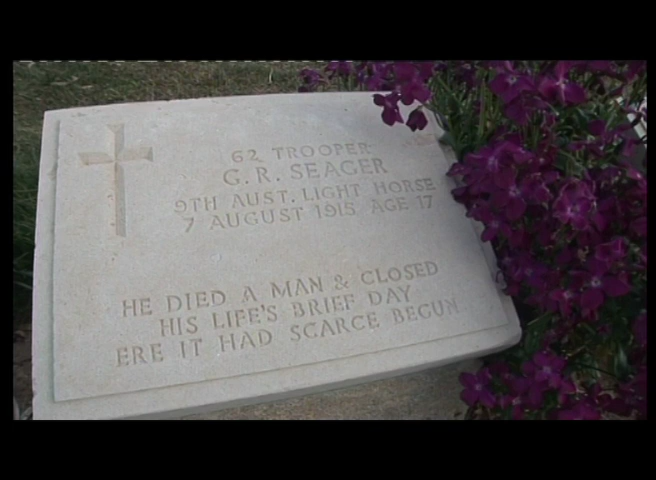 62 TROOPER
G. R. SEAGER
9TH AUST. LIGHT HORSE
7 AUGUST 1915 AGE 17
HE DIED A MAN & CLOSED
HIS LIFE'S BRIEF DAY
ERE IT HAD SCARCE BEGUN